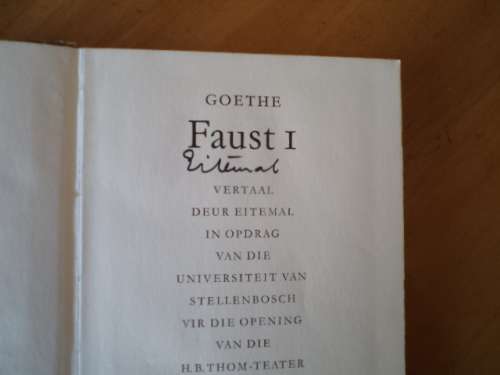 GOETHE
Faust I
Eitemal
VERTAAL
DEUR EITEMAL
IN OPDRAG
VAN DIE
UNIVERSITEIT VAN
STELLENBOSCH
VIR DIE OPENING
VAN DIE
H.B. THOM-TEATER